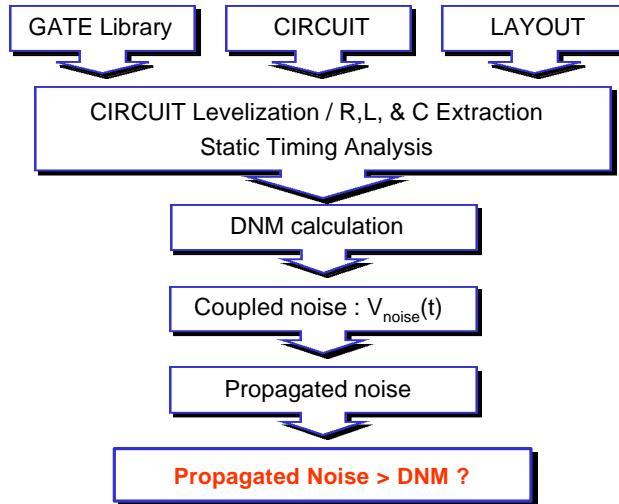 GATE Library
CIRCUIT
LAYOUT
CIRCUIT Levelization / R,L, & C Extraction
Static Timing Analysis
DNM calculation
Coupled noise : Vnoise(t)
Propagated noise
Propagated Noise > DNM ?